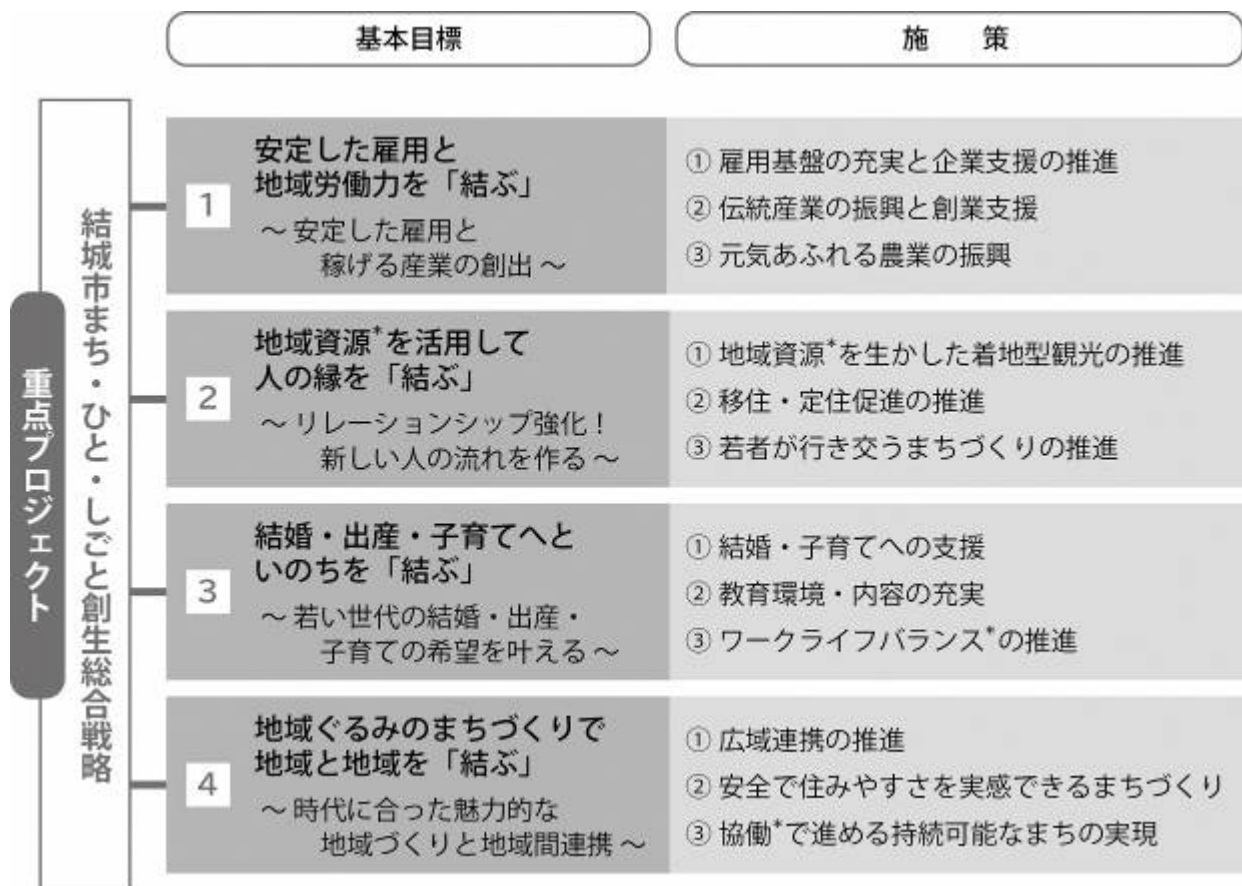 基本目標
施　策
重点プロジェクト
結城市まち・ひと・しごと創生総合戦略
1
安定した雇用と
地域労働力を「結ぶ」
～ 安定した雇用と
稼げる産業の創出 ～
① 雇用基盤の充実と企業支援の推進
② 伝統産業の振興と創業支援
③ 元気あふれる農業の振興
2
地域資源*を活用して
人の縁を「結ぶ」
～ リレーションシップ強化！
新しい人の流れを作る ～
① 地域資源*を生かした着地型観光の推進
② 移住・定住促進の推進
③ 若者が行き交うまちづくりの推進
3
結婚・出産・子育てへと
いのちを「結ぶ」
～ 若い世代の結婚・出産・
子育ての希望を叶える ～
① 結婚・子育てへの支援
② 教育環境・内容の充実
③ ワークライフバランス*の推進
4
地域ぐるみのまちづくりで
地域と地域を「結ぶ」
～ 時代に合った魅力的な
地域づくりと地域間連携 ～
① 広域連携の推進
② 安全で住みやすさを実感できるまちづくり
③ 協働*で進める持続可能なまちの実現